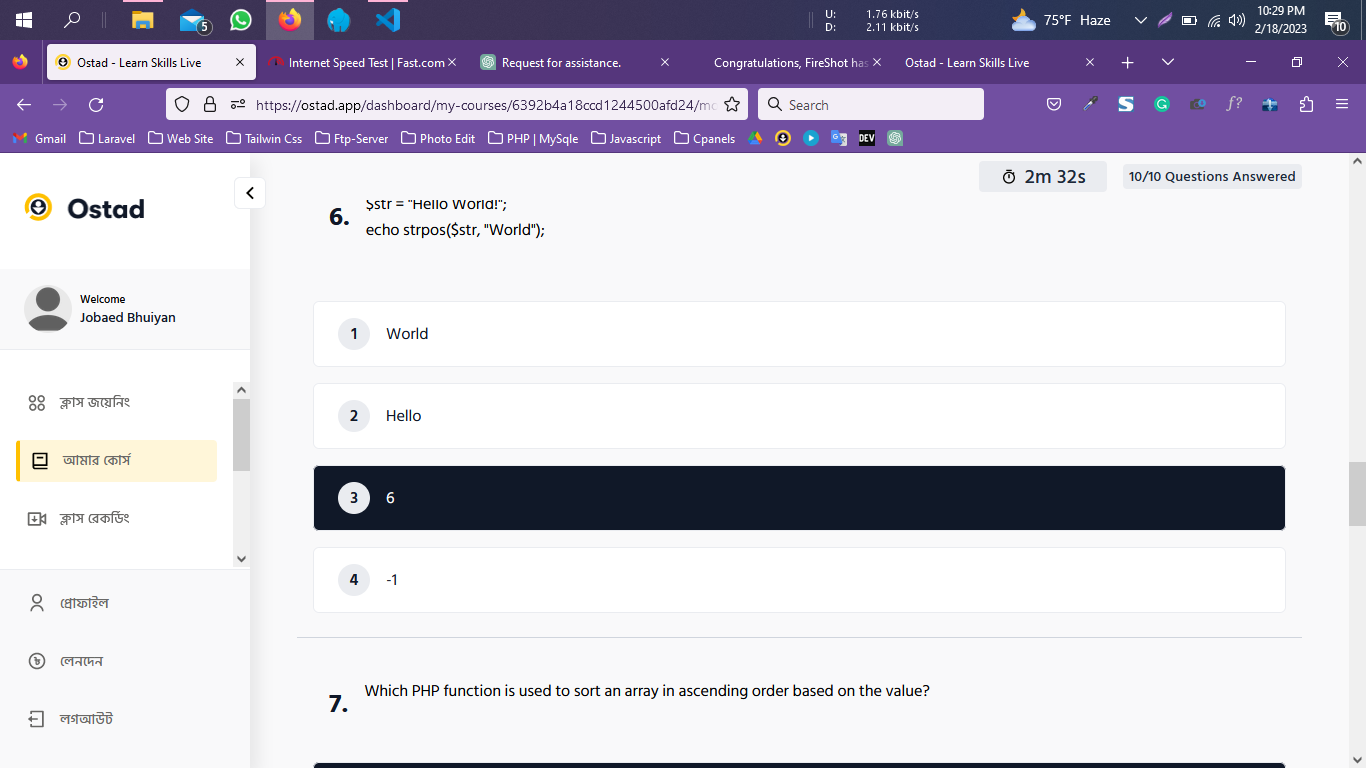 5
U: 1.76 kbit/s
D: 2.11 kbit/s
75°F Haze
10:29 PM
2/18/2023
10
Ostad - Learn Skills Live
Internet Speed Test | Fast.com
Request for assistance.
Congratulations, FireShot has
Ostad - Learn Skills Live
https://ostad.app/dashboard/my-courses/6392b4a18ccd1244500afd24/mo
Search
S
G
f?
Gmail
Laravel
Web Site
Tailwin Css
Ftp-Server
Photo Edit
PHP | MySqle
Javascript
Cpanels
DEV
Ostad
Welcome
Jobaed Bhuiyan
ক্লাস জয়েনিং
আমার কোর্স
ক্লাস রেকর্ডিং
প্রোফাইল
লেনদেন
লগআউট
2m 32s
10/10 Questions Answered
6.
$str = "Hello World!";
echo strpos($str, "World");
1 World
2 Hello
3 6
4 -1
7.
Which PHP function is used to sort an array in ascending order based on the value?